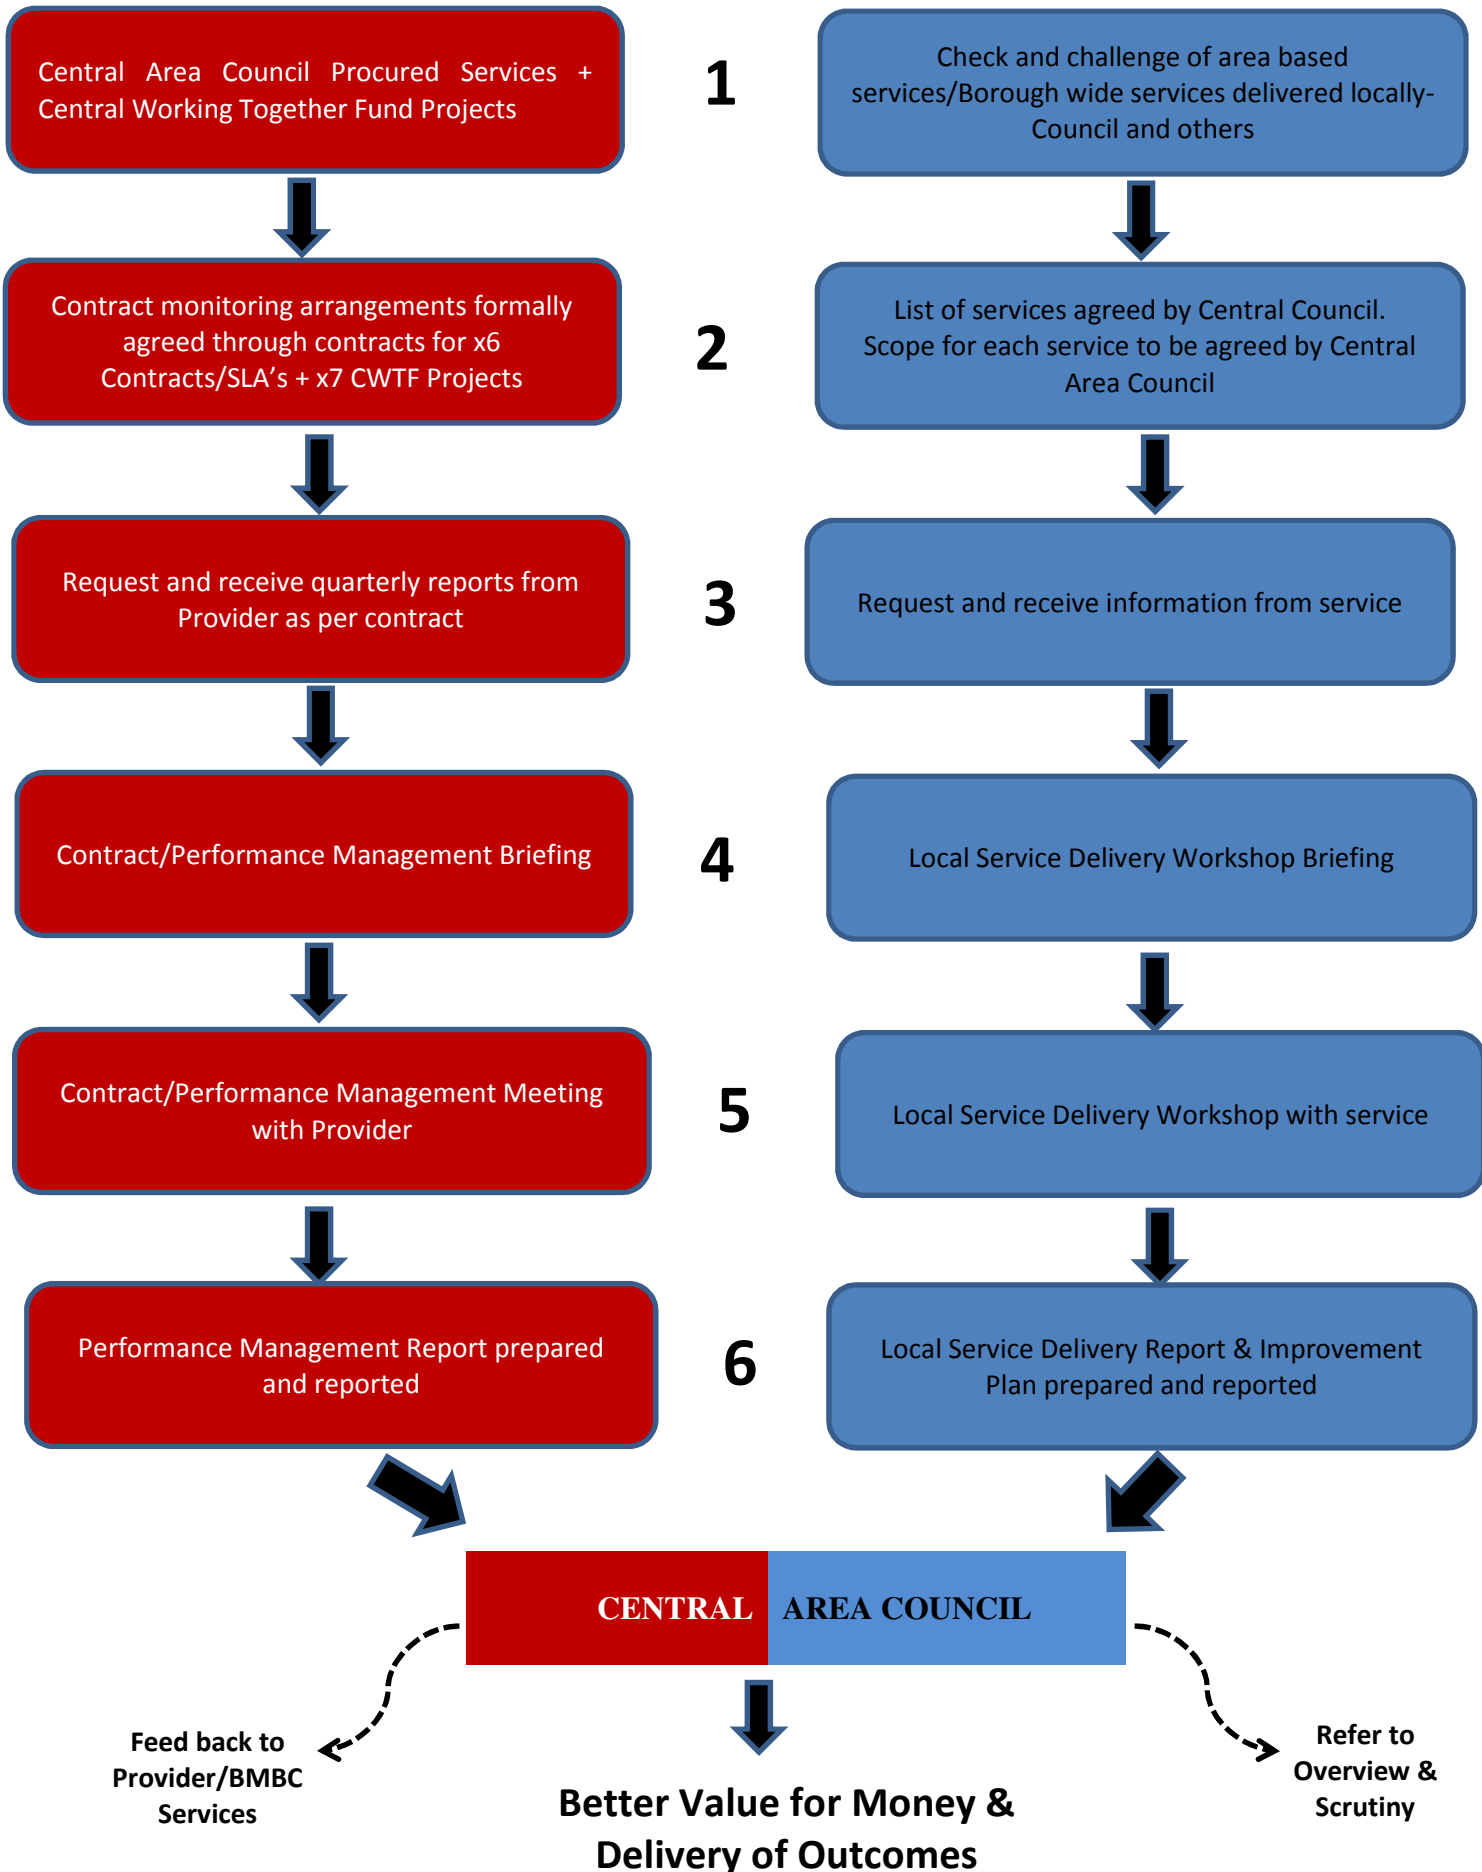 Central Area Council Procured Services +
Central Working Together Fund Projects
1
Check and challenge of area based
services/Borough wide services delivered locally-
Council and others
Contract monitoring arrangements formally
agreed through contracts for x6
Contracts/SLA's + x7 CWTF Projects
2
List of services agreed by Central Council.
Scope for each service to be agreed by Central
Area Council
Request and receive quarterly reports from
Provider as per contract
3
Request and receive information from service
Contract/Performance Management Briefing
4
Local Service Delivery Workshop Briefing
Contract/Performance Management Meeting
with Provider
5
Local Service Delivery Workshop with service
Performance Management Report prepared
and reported
6
Local Service Delivery Report & Improvement
Plan prepared and reported
CENTRAL AREA COUNCIL
Feed back to
Provider/BMBC
Services
Better Value for Money &
Delivery of Outcomes
Refer to
Overview &
Scrutiny